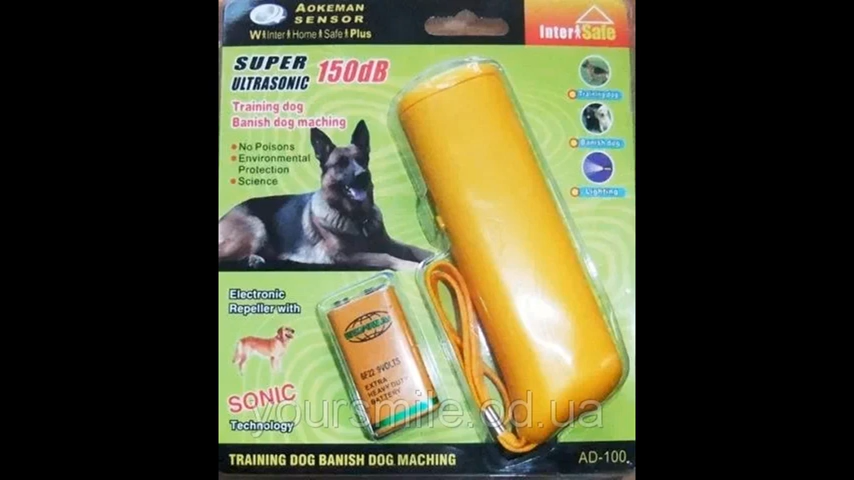 AOKEMAN
SENSOR
Winter Home Safe Plus
Inter Safe
SUPER
ULTRASONIC 150dB
Training dog
Banish dog maching
• No Poisons
• Environmental
Protection
• Science
Training dog
Banish dog
Lighting
Electronic
Repeller with
SONIC
Technology
6F22 9VOLTS
EXTRA
HEAVY DUTY
BATTERY
yoursmile.od.ua
TRAINING DOG BANISH DOG MACHING
AD-100